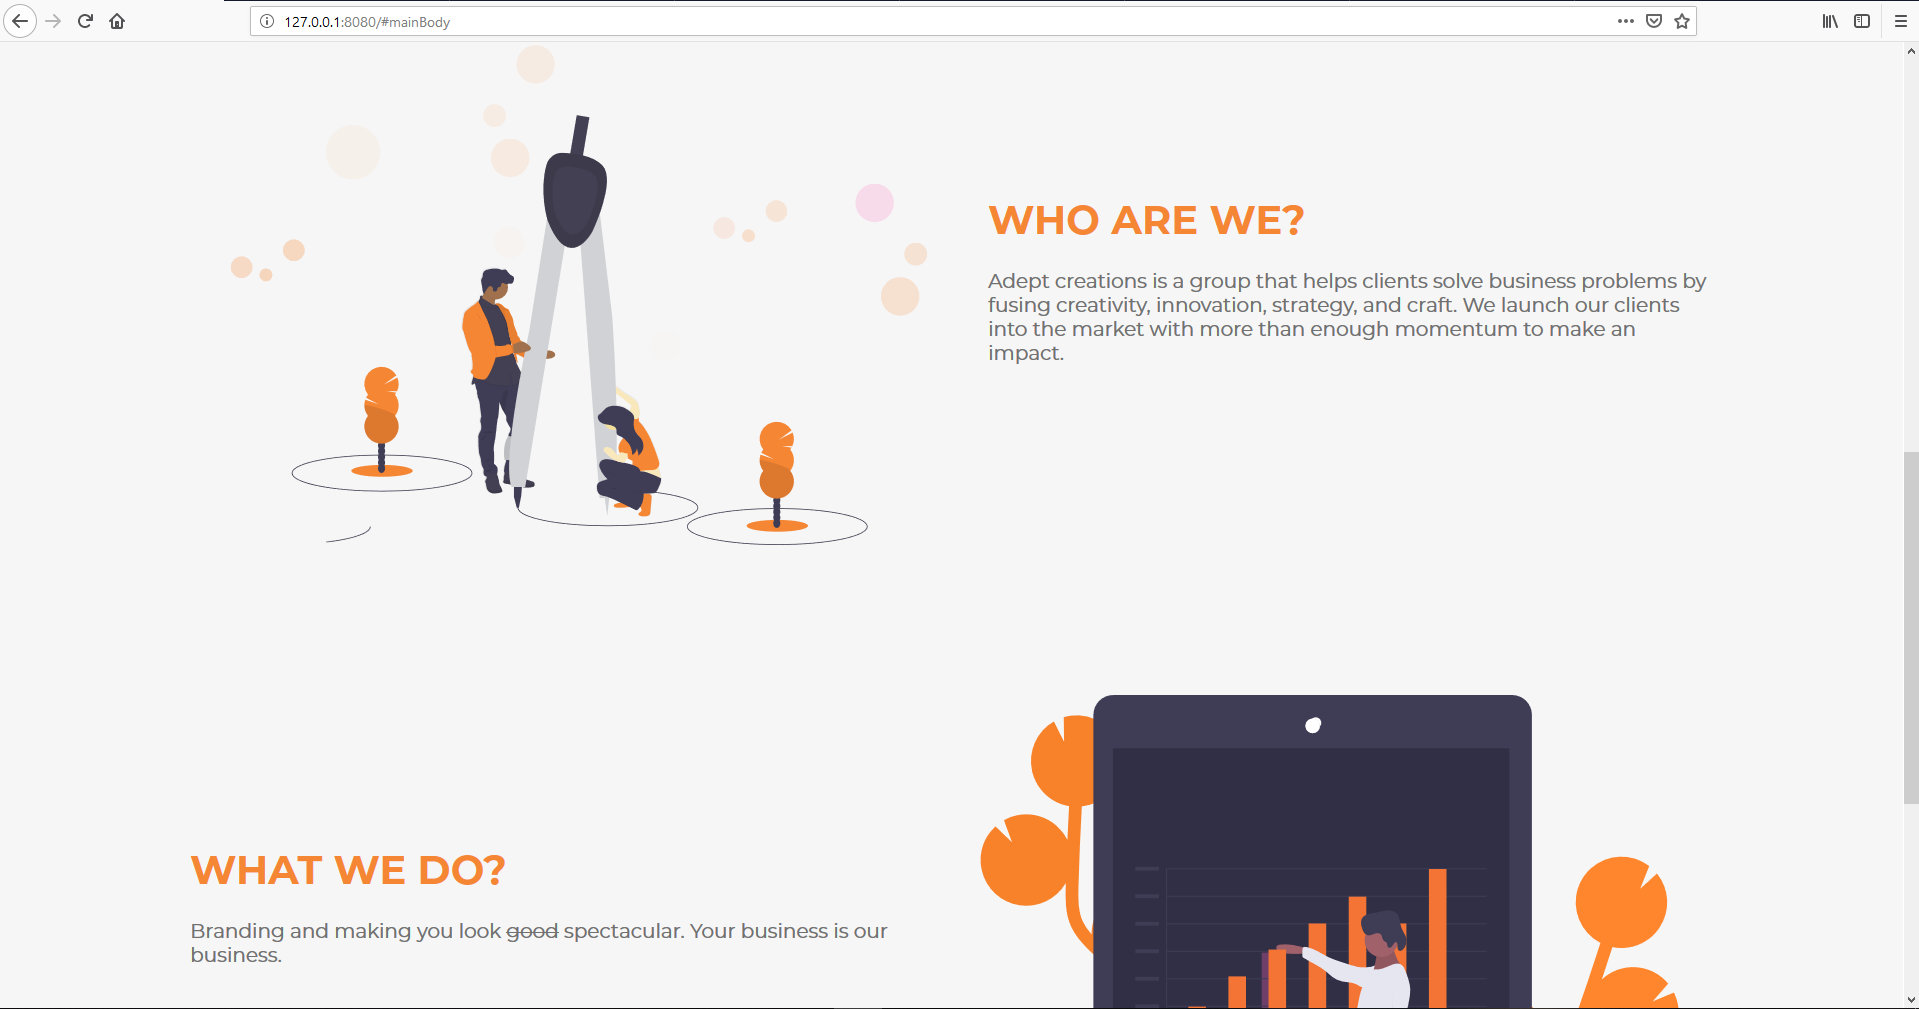 127.0.0.1:8080/#mainBody
WHO ARE WE?
Adept creations is a group that helps clients solve business problems by
fusing creativity, innovation, strategy, and craft. We launch our clients
into the market with more than enough momentum to make an
impact.
WHAT WE DO?
Branding and making you look good spectacular. Your business is our
business.